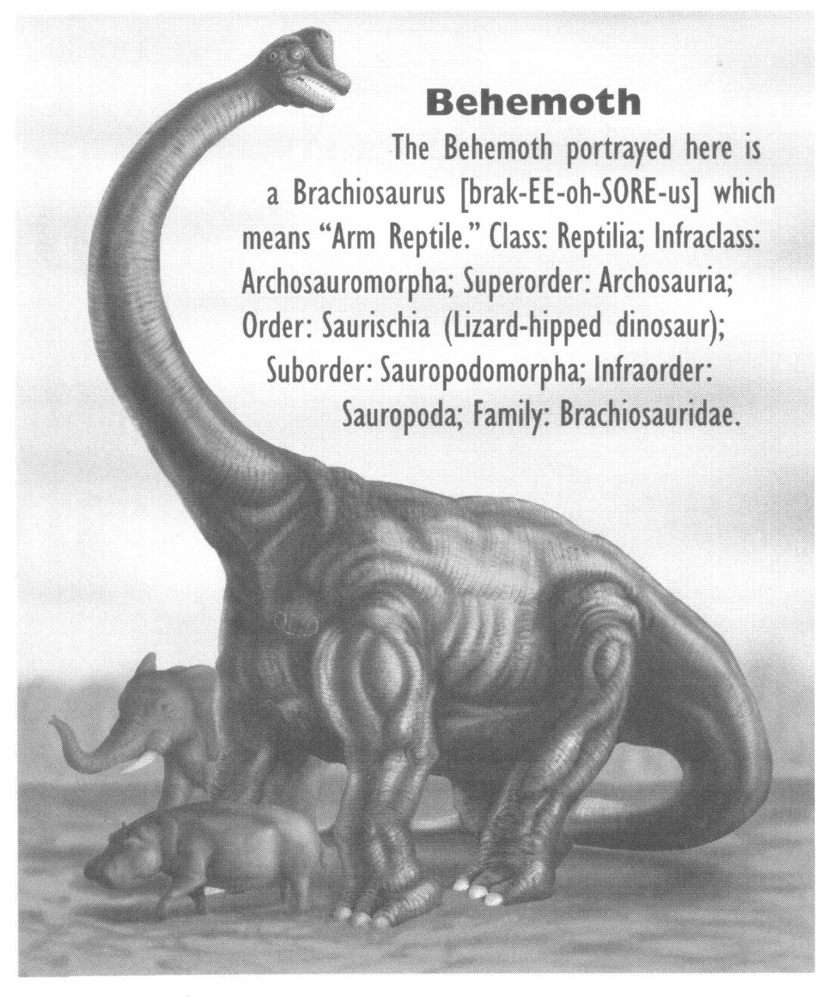 Behemoth
The Behemoth portrayed here is
a Brachiosaurus [brak-EE-oh-SORE-us] which
means “Arm Reptile.” Class: Reptilia; Infraclass:
Archosauromorpha; Superorder: Archosauria;
Order: Saurischia (Lizard-hipped dinosaur);
Suborder: Sauropodomorpha; Infraorder:
Sauropoda; Family: Brachiosauridae.